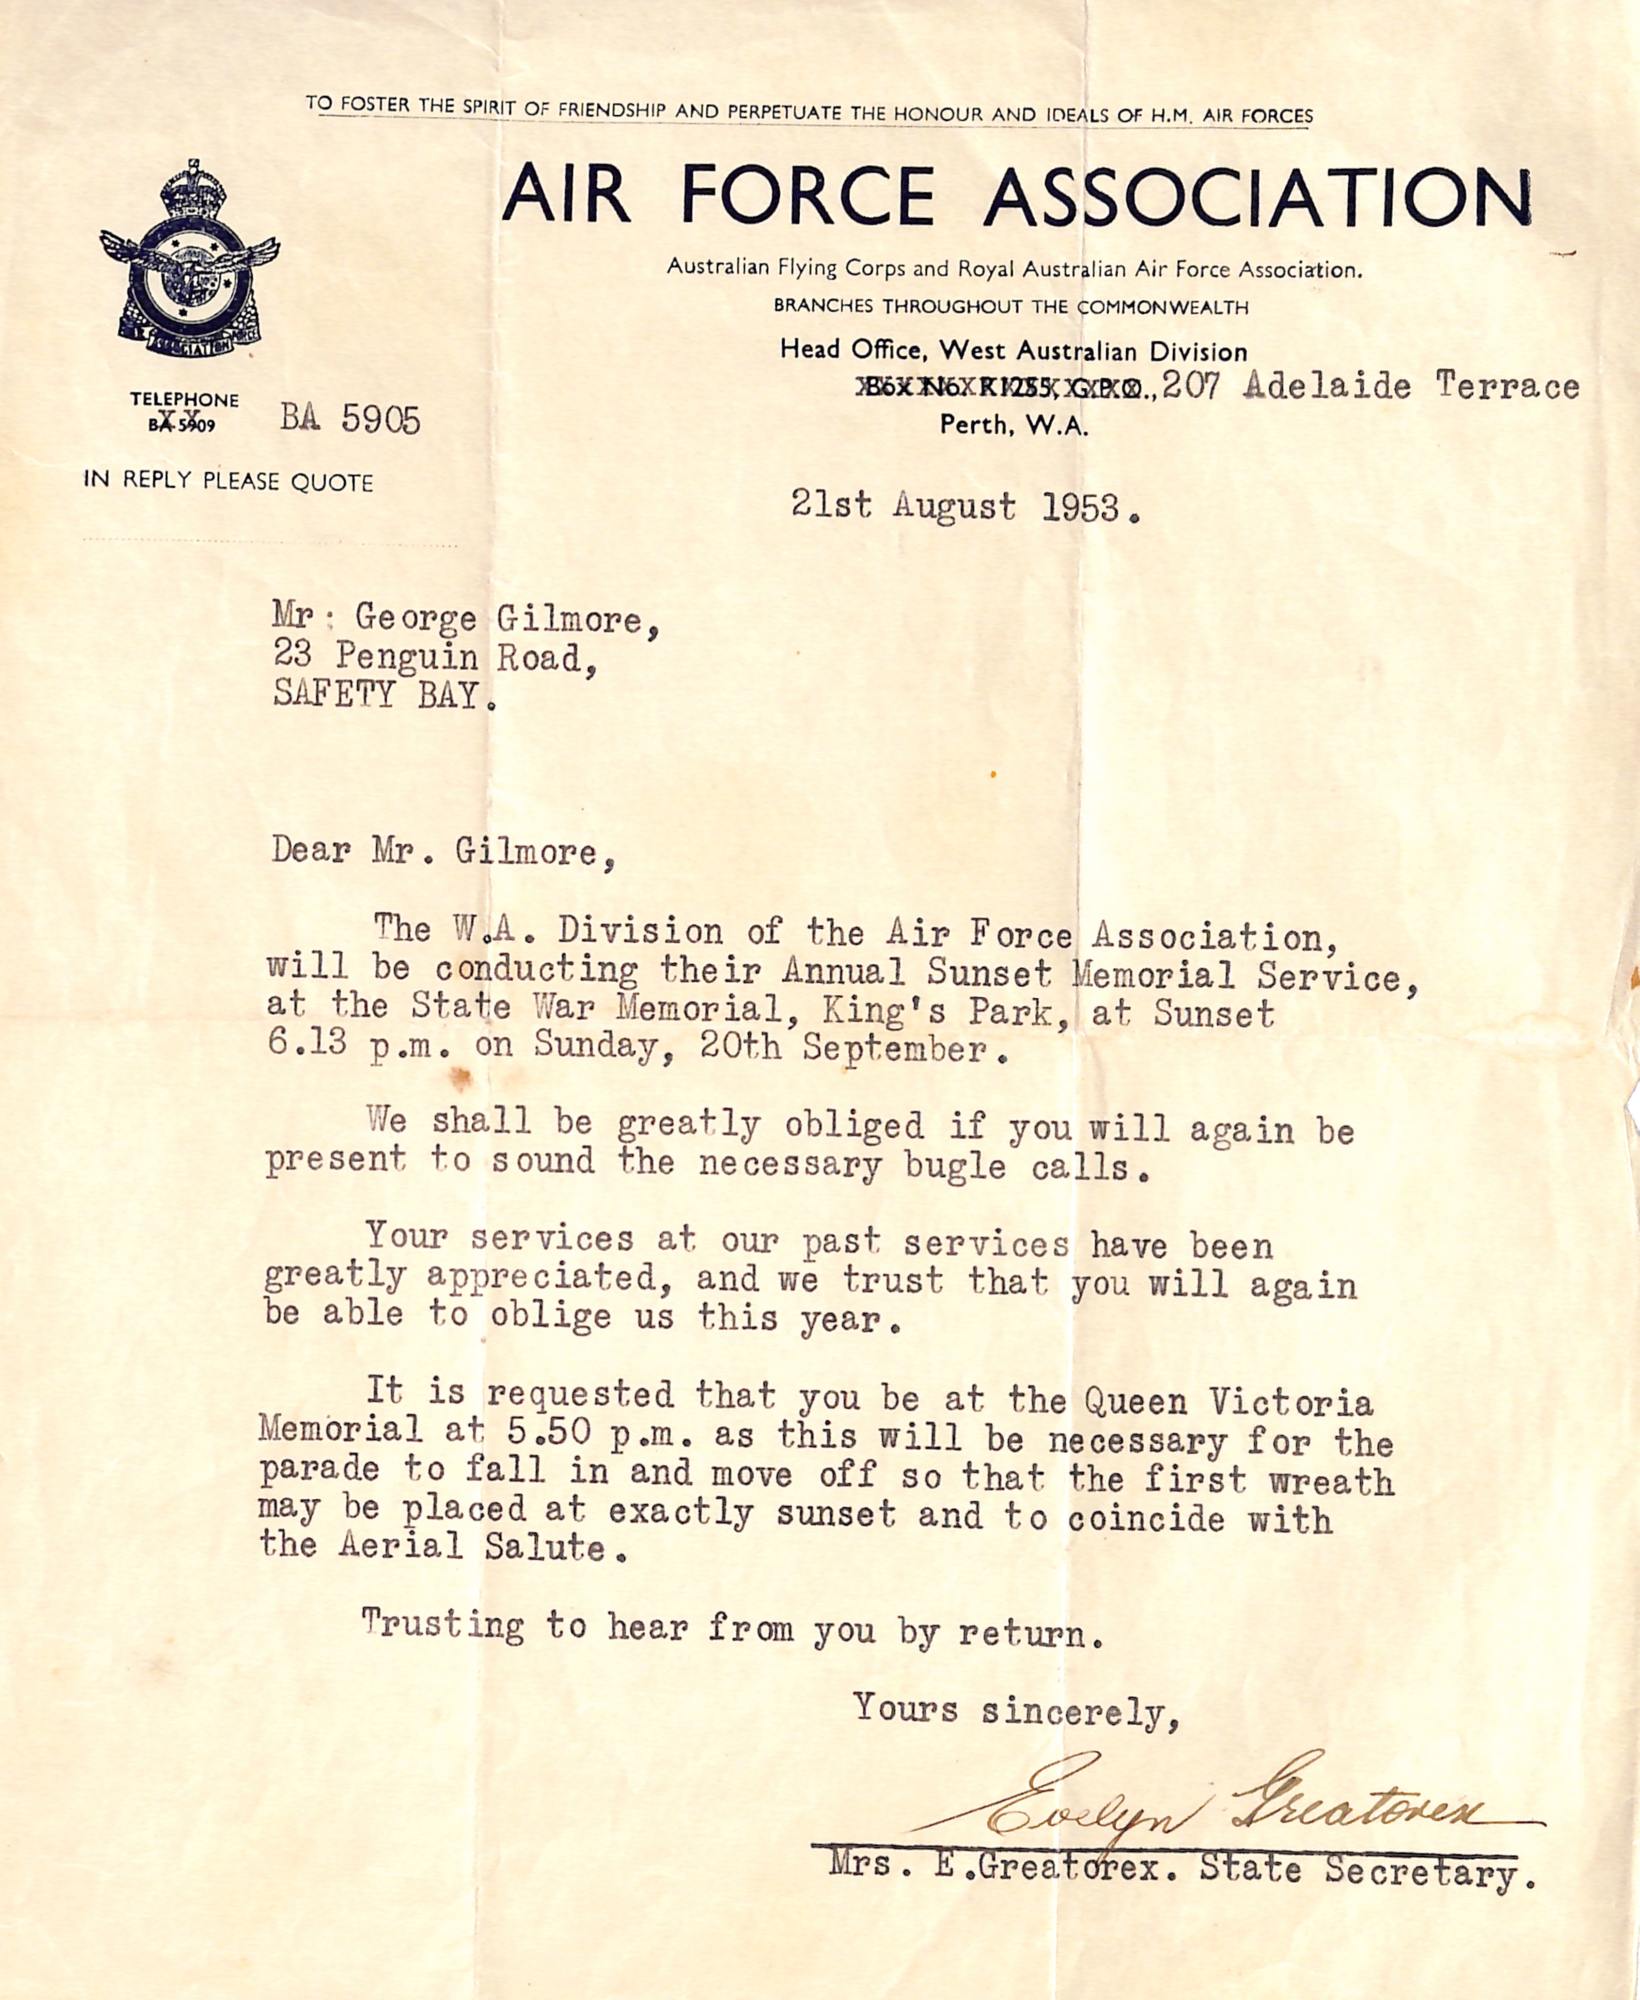 TO FOSTER THE SPIRIT OF FRIENDSHIP AND PERPETUATE THE HONOUR AND IDEALS OF H.M. AIR FORCES
AIR FORCE ASSOCIATION
Australian Flying Corps and Royal Australian Air Force Association.
BRANCHES THROUGHOUT THE COMMONWEALTH
Head Office, West Australian Division
Box No. R1255, G.P.O., 207 Adelaide Terrace
Perth, W.A.
TELEPHONE
BA 5909 BA 5905
IN REPLY PLEASE QUOTE
21st August 1953.
Mr: George Gilmore,
23 Penguin Road,
SAFETY BAY.
Dear Mr. Gilmore,
The W.A. Division of the Air Force Association,
will be conducting their Annual Sunset Memorial Service,
at the State War Memorial, King's Park, at Sunset
6.13 p.m. on Sunday, 20th September.
We shall be greatly obliged if you will again be
present to sound the necessary bugle calls.
Your services at our past services have been
greatly appreciated, and we trust that you will again
be able to oblige us this year.
It is requested that you be at the Queen Victoria
Memorial at 5.50 p.m. as this will be necessary for the
parade to fall in and move off so that the first wreath
may be placed at exactly sunset and to coincide with
the Aerial Salute.
Trusting to hear from you by return.
Yours sincerely,
Evelyn Greatorex
Mrs. E.Greatorex. State Secretary.